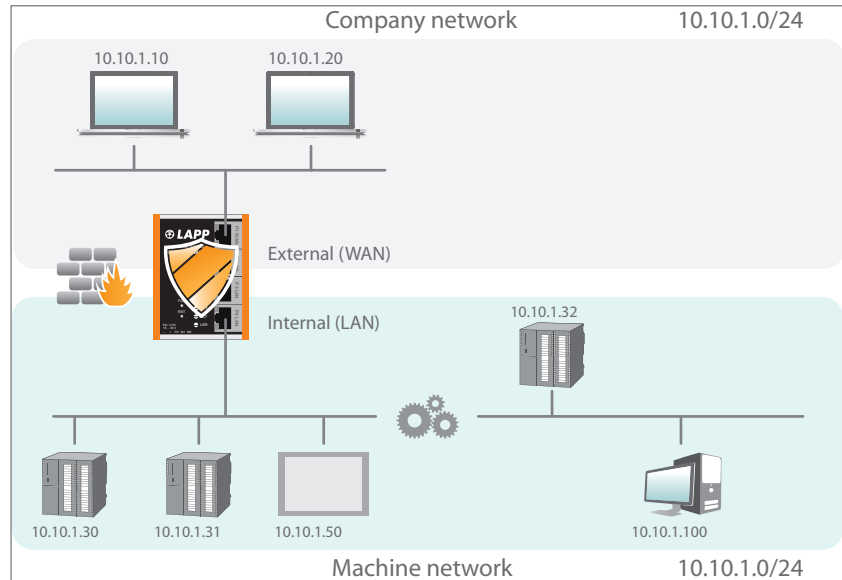 Company network 10.10.1.0/24
10.10.1.10 10.10.1.20
LAPP
P1 WAN
External (WAN)
Internal (LAN)
10.10.1.32
10.10.1.30 10.10.1.31 10.10.1.50 10.10.1.100
Machine network 10.10.1.0/24